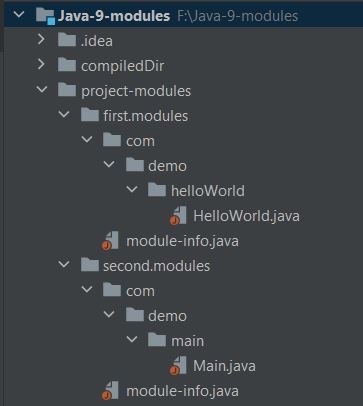 Java-9-modules F:\Java-9-modules
.idea
compiledDir
project-modules
first.modules
com
demo
helloWorld
HelloWorld.java
module-info.java
second.modules
com
demo
main
Main.java
module-info.java